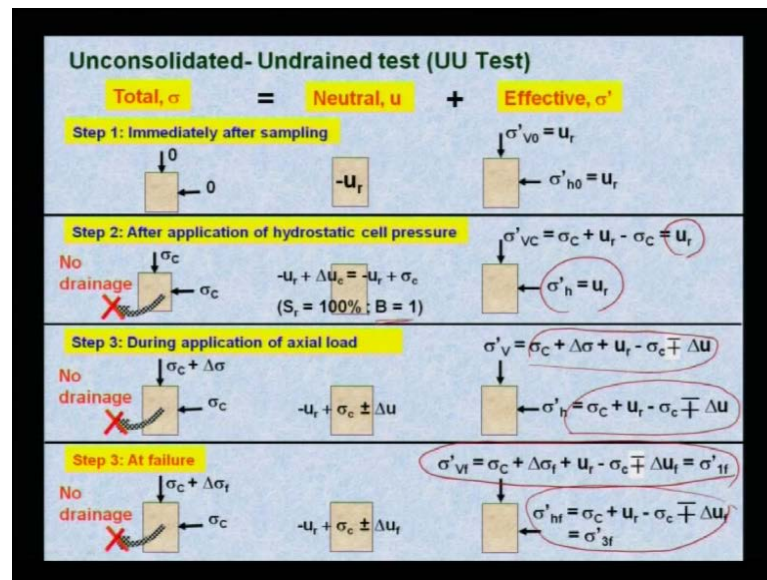 Unconsolidated- Undrained test (UU Test)
Total, σ = Neutral, u + Effective, σ'
Step 1: Immediately after sampling
0
0
-uᵣ
σ'V0 = uᵣ
σ'h0 = uᵣ
Step 2: After application of hydrostatic cell pressure
No
drainage
σC
σC
-uᵣ + Δuc = -uᵣ + σc
(Sᵣ = 100% ; B = 1)
σ'VC = σC + uᵣ - σC = uᵣ
σ'h = uᵣ
Step 3: During application of axial load
No
drainage
σC + Δσ
σC
-uᵣ + σc ± Δu
σ'V = σC + Δσ + uᵣ - σc ∓ Δu
σ'h = σC + uᵣ - σc ∓ Δu
Step 3: At failure
No
drainage
σC + Δσf
σC
-uᵣ + σc ± Δuf
σ'Vf = σC + Δσf + uᵣ - σc ∓ Δuf = σ'1f
σ'hf = σC + uᵣ - σc ∓ Δuf
= σ'3f